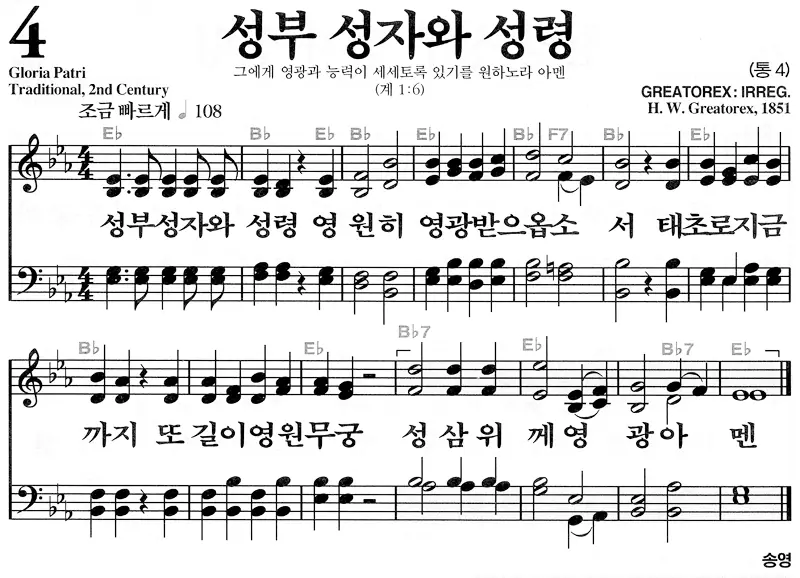 4
성부 성자와 성령
그에게 영광과 능력이 세세토록 있기를 원하노라 아멘
(계 1:6)
Gloria Patri
Traditional, 2nd Century
(통 4)
GREATOREX: IRREG.
H. W. Greatorex, 1851
조금 빠르게 ♩ 108
E♭ B♭ E♭ B♭ E♭ B♭ F7 B♭ E♭
성부성자와 성령 영 원히 영광받으옵소 서 태초로지금
B♭ E♭ B♭7 E♭ B♭7 E♭
까지 또 길이영원무궁 성 삼 위 께 영 광 아 멘
송영